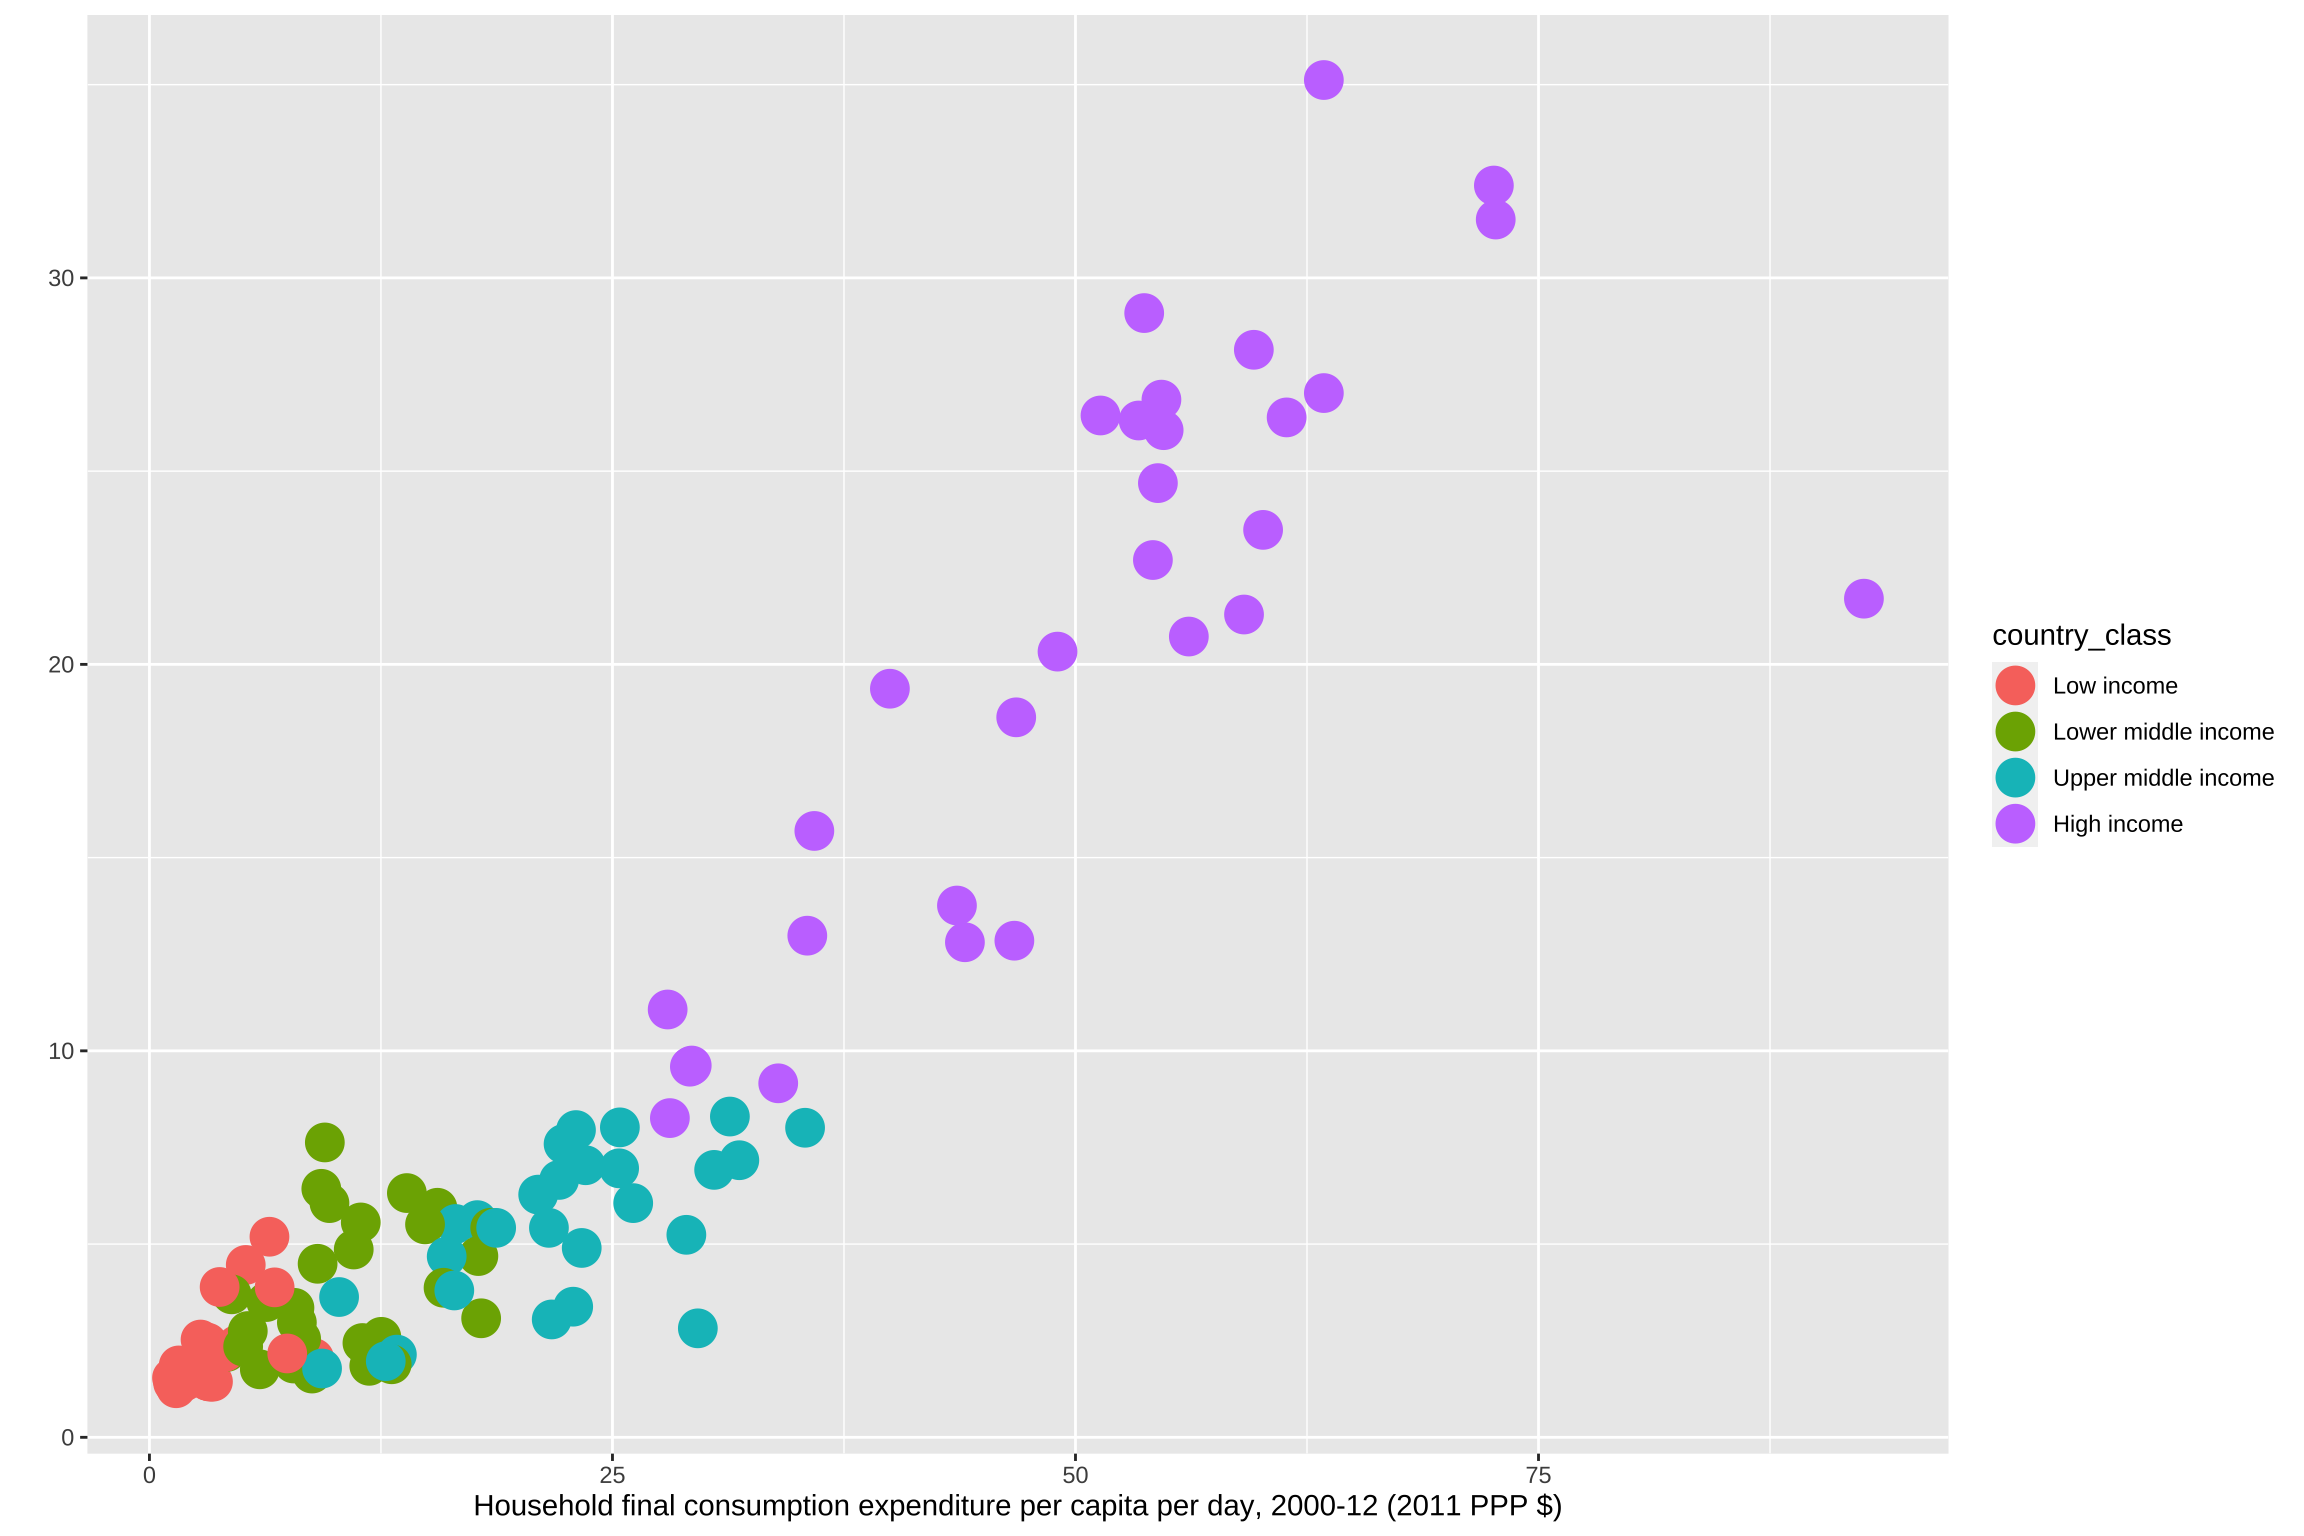 30
20
10
0
0 25 50 75
Household final consumption expenditure per capita per day, 2000-12 (2011 PPP $)
country_class
Low income
Lower middle income
Upper middle income
High income